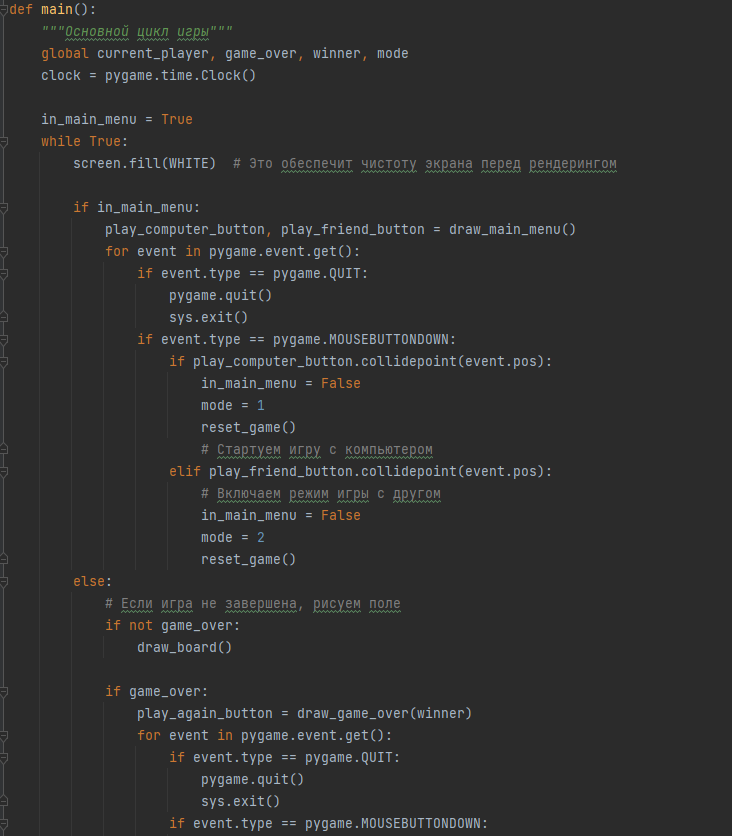 def main():
    """Основной цикл игры"""
    global current_player, game_over, winner, mode
    clock = pygame.time.Clock()

    in_main_menu = True
    while True:
        screen.fill(WHITE)  # Это обеспечит чистоту экрана перед рендерингом

        if in_main_menu:
            play_computer_button, play_friend_button = draw_main_menu()
            for event in pygame.event.get():
                if event.type == pygame.QUIT:
                    pygame.quit()
                    sys.exit()
                if event.type == pygame.MOUSEBUTTONDOWN:
                    if play_computer_button.collidepoint(event.pos):
                        in_main_menu = False
                        mode = 1
                        reset_game()
                        # Стартуем игру с компьютером
                    elif play_friend_button.collidepoint(event.pos):
                        # Включаем режим игры с другом
                        in_main_menu = False
                        mode = 2
                        reset_game()
        else:
            # Если игра не завершена, рисуем поле
            if not game_over:
                draw_board()

            if game_over:
                play_again_button = draw_game_over(winner)
                for event in pygame.event.get():
                    if event.type == pygame.QUIT:
                        pygame.quit()
                        sys.exit()
                    if event.type == pygame.MOUSEBUTTONDOWN: